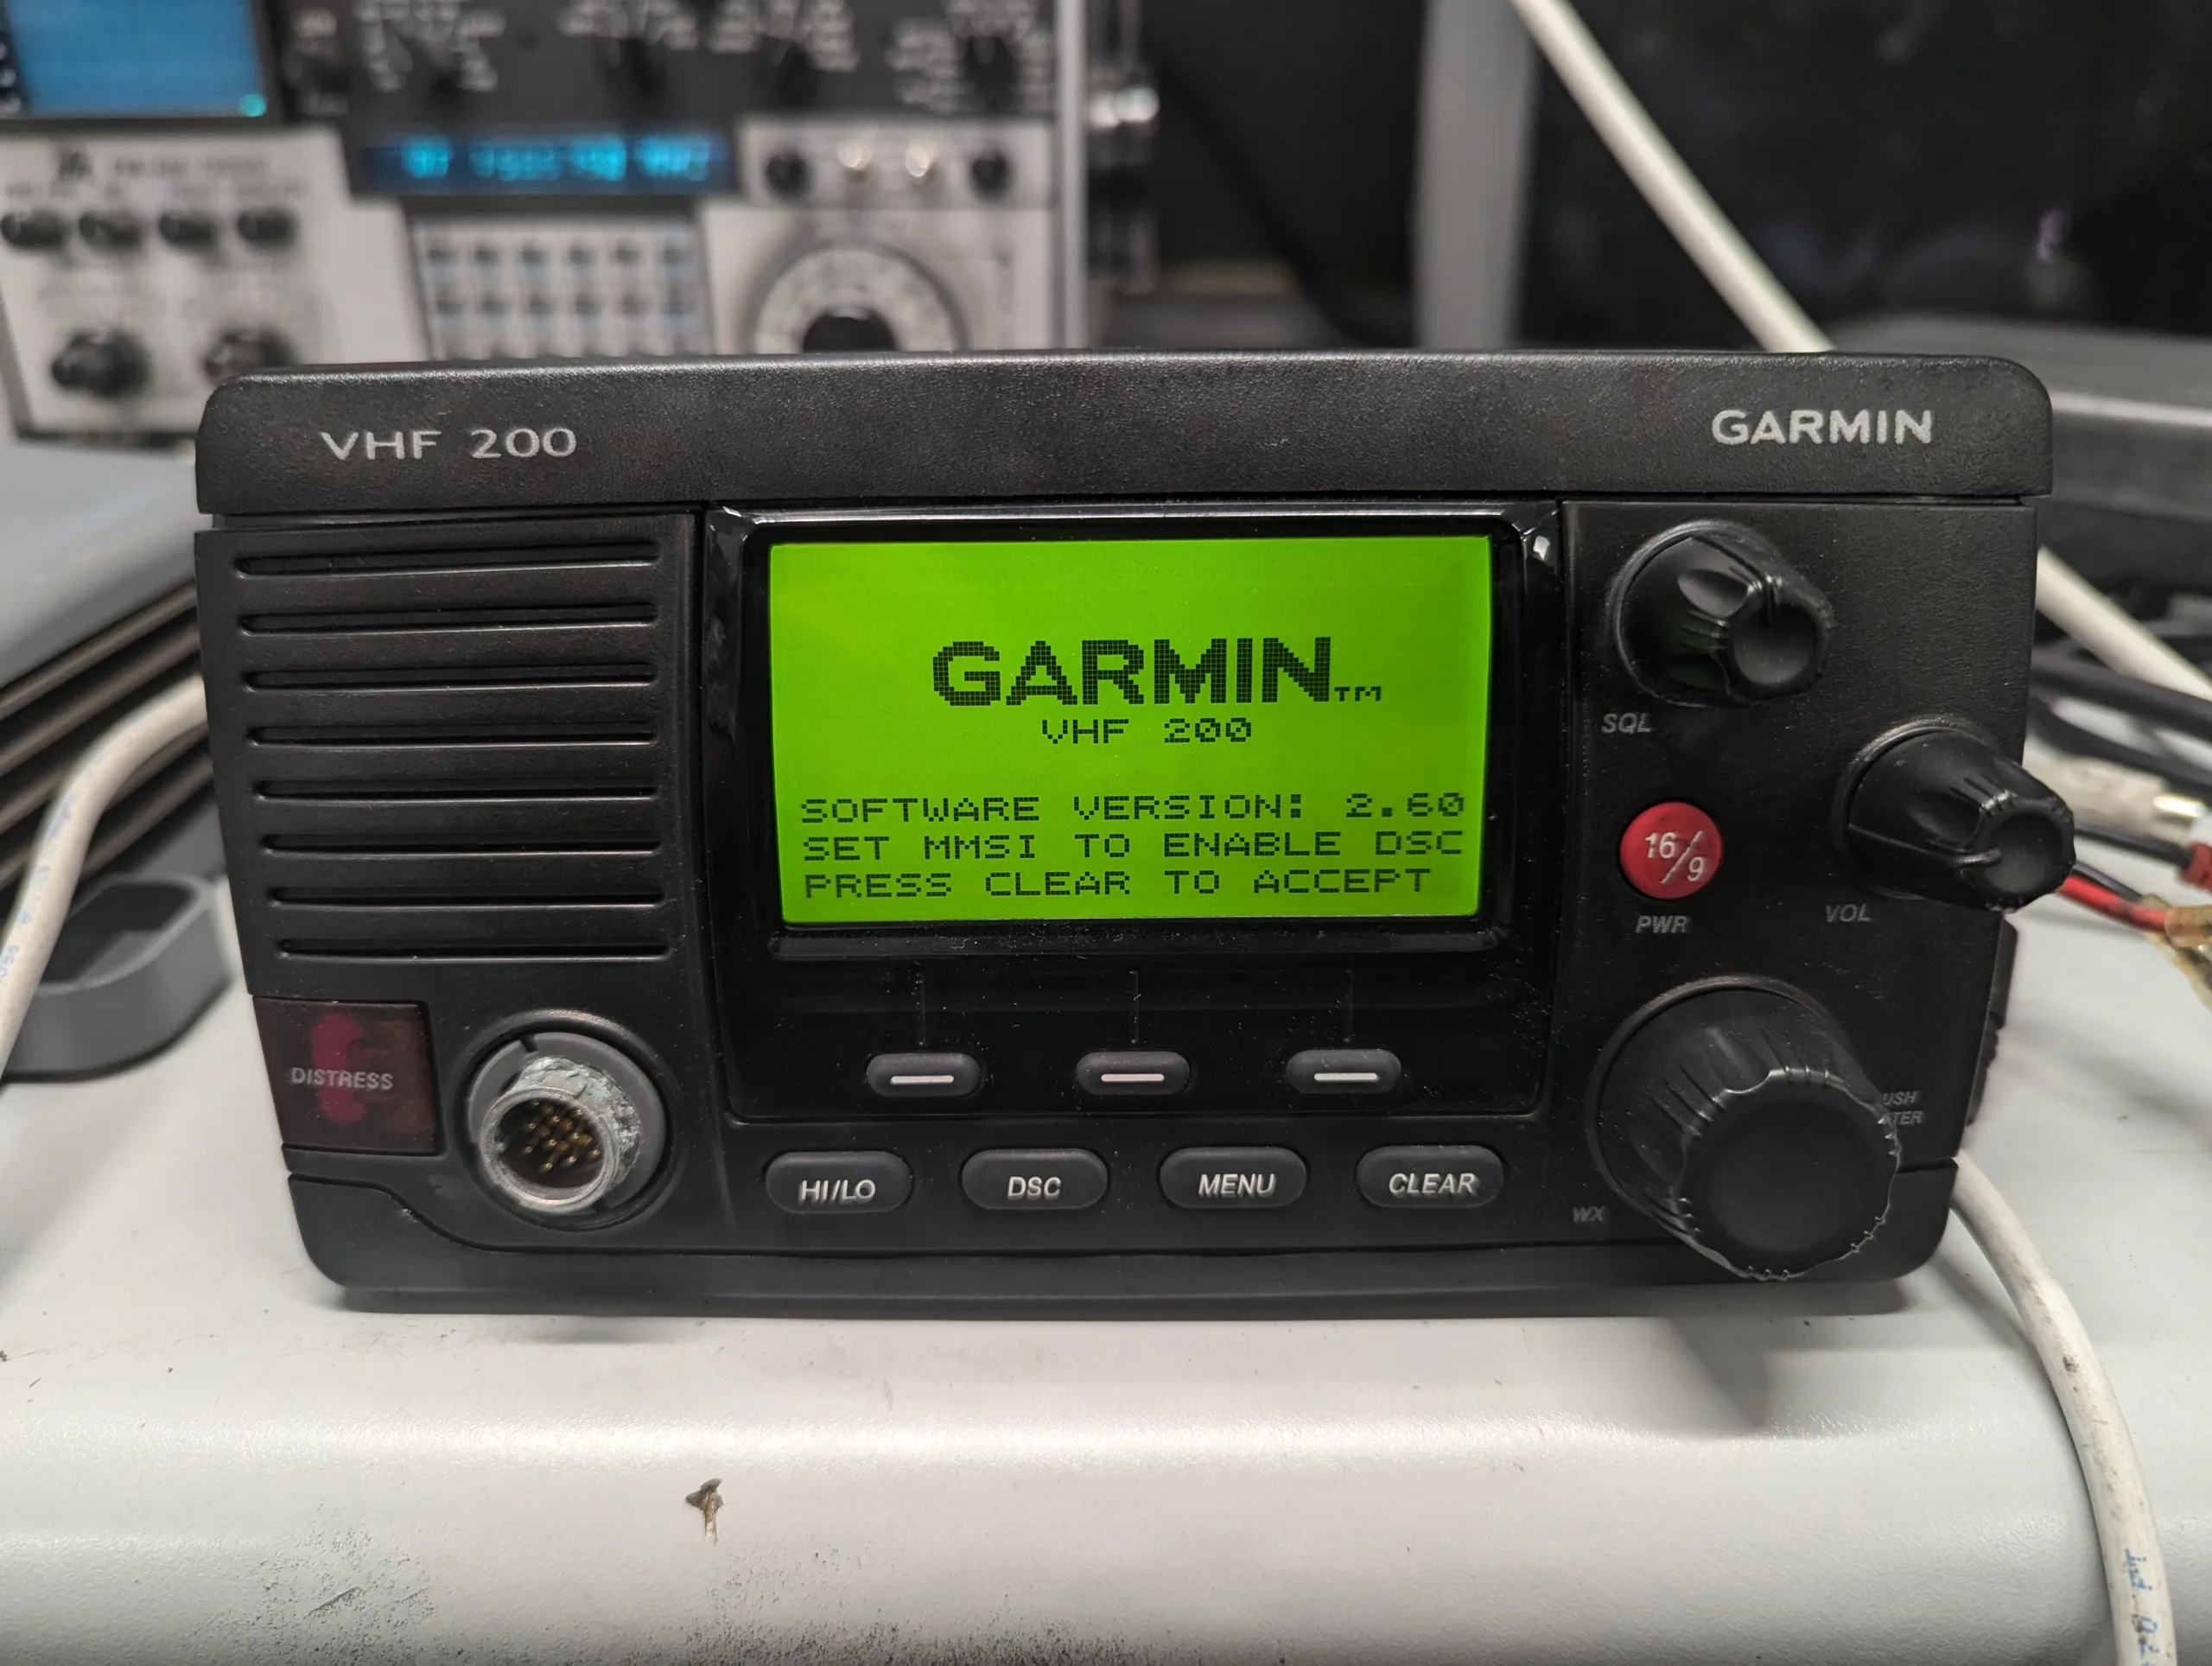 VHF 200
GARMIN
GARMIN™
VHF 200
SOFTWARE VERSION: 2.60
SET MMSI TO ENABLE DSC
PRESS CLEAR TO ACCEPT
SQL
16/9
PWR
VOL
DISTRESS
HI/LO
DSC
MENU
CLEAR
WX